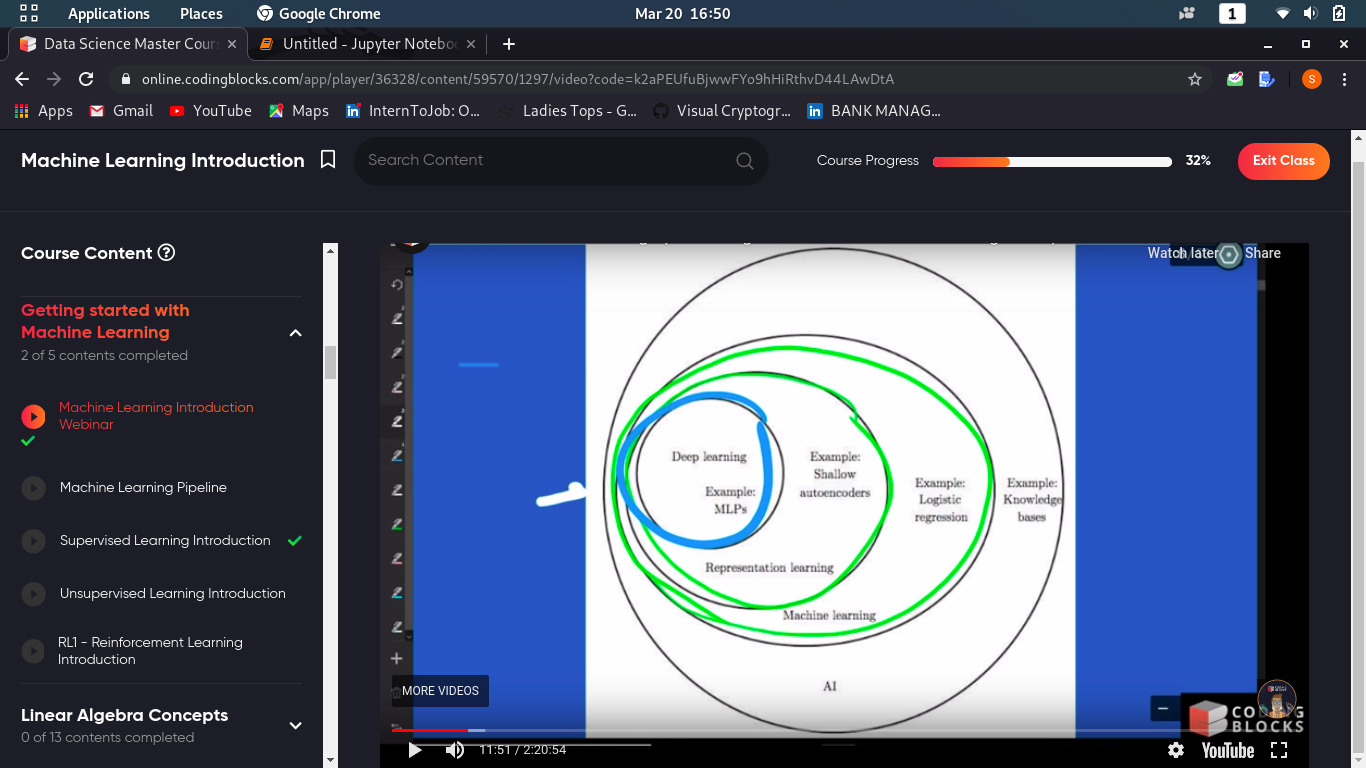 Applications Places Google Chrome Mar 20 16:50 1
Data Science Master Cour Untitled - Jupyter Notebo
online.codingblocks.com/app/player/36328/content/59570/1297/video?code=k2aPEUfuBjwwFYo9hHiRthvD44LAwDtA S
Apps Gmail YouTube Maps InternToJob: O... Ladies Tops - G... Visual Cryptogr... BANK MANAG...
Machine Learning Introduction Search Content Course Progress 32% Exit Class
Course Content
Getting started with
Machine Learning
2 of 5 contents completed
Machine Learning Introduction
Webinar
Machine Learning Pipeline
Supervised Learning Introduction
Unsupervised Learning Introduction
RL1 - Reinforcement Learning
Introduction
Linear Algebra Concepts
0 of 13 contents completed
Watch later Share
Deep learning
Example:
MLPs
Example:
Shallow
autoencoders
Example:
Logistic
regression
Example:
Knowledge
bases
Representation learning
Machine learning
AI
MORE VIDEOS
CODING
BLOCKS
11:51 / 2:20:54
YouTube